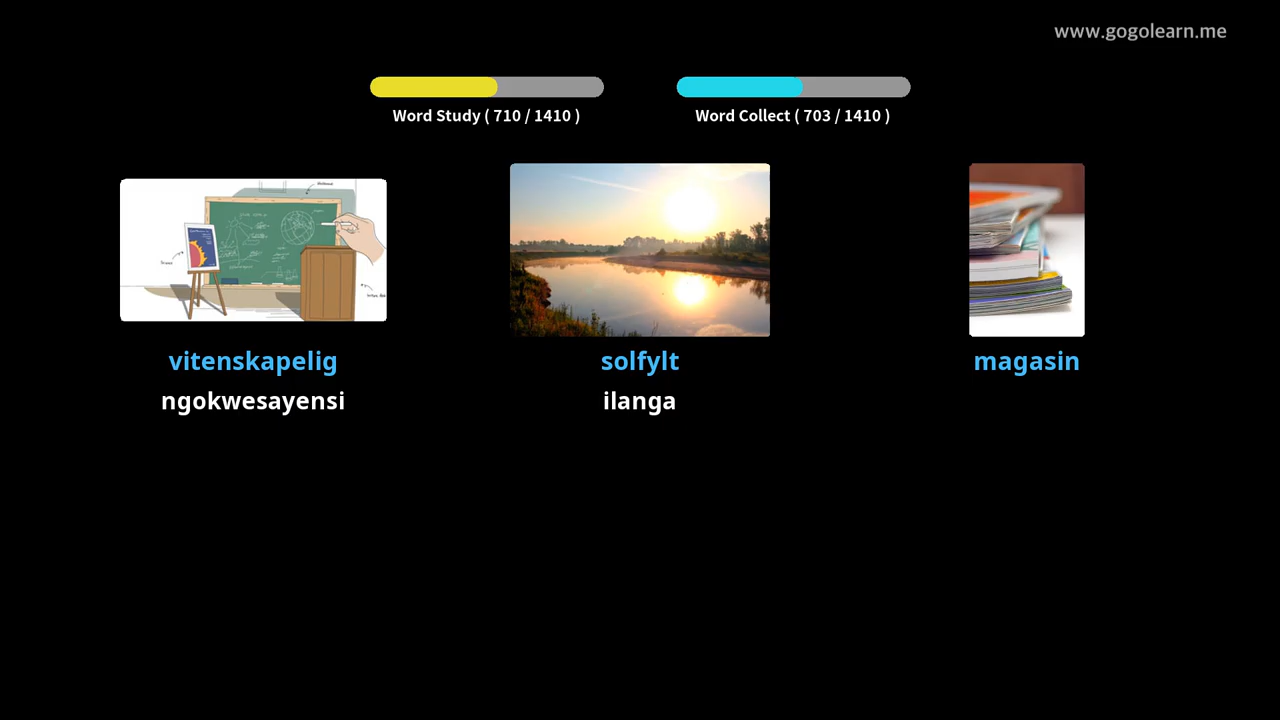 www.gogolearn.me
Word Study ( 710 / 1410 )
Word Collect ( 703 / 1410 )
vitenskapelig
solfylt
magasin
ngokwesayensi
ilanga